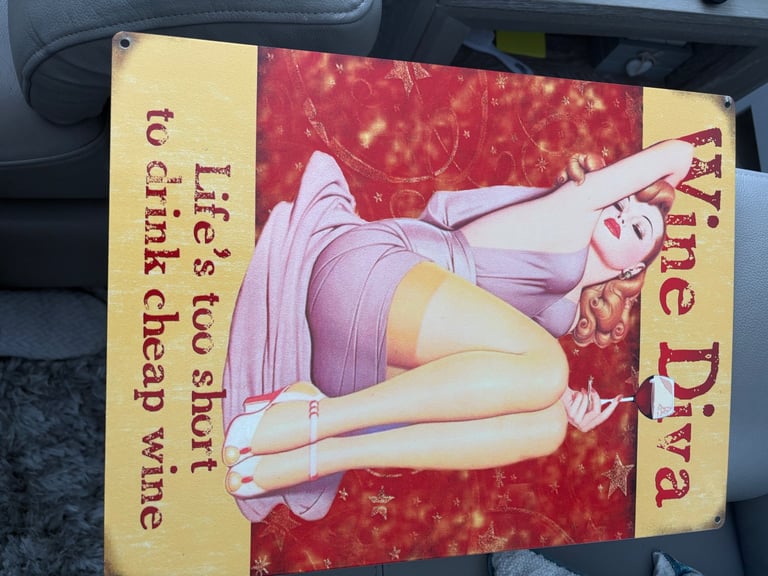 Wine Diva
Life's too short
to drink cheap wine